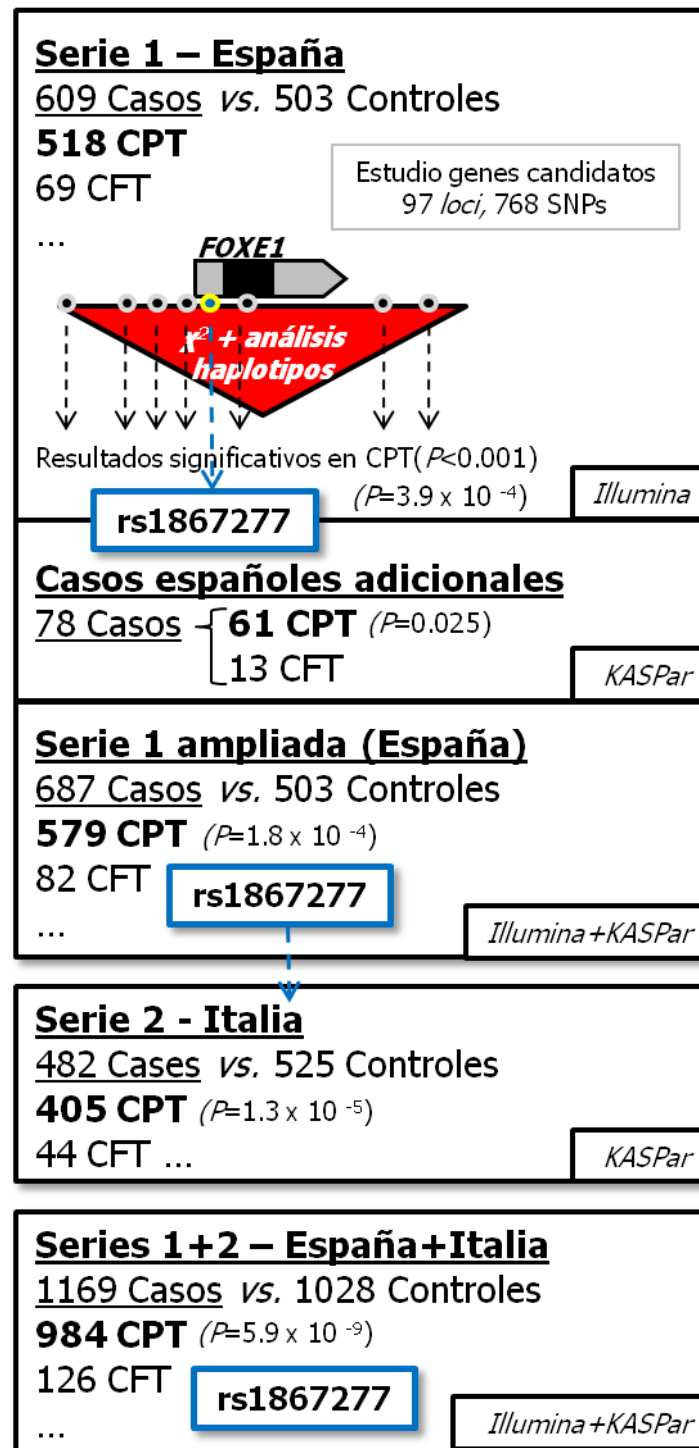 Serie 1 – España
609 Casos vs. 503 Controles
518 CPT
69 CFT
Estudio genes candidatos
97 loci, 768 SNPs
...
FOXE1
χ² + análisis
haplotipos
Resultados significativos en CPT(P<0.001)
(P=3.9 x 10 -4)
Illumina
rs1867277
Casos españoles adicionales
78 Casos
61 CPT (P=0.025)
13 CFT
KASPar
Serie 1 ampliada (España)
687 Casos vs. 503 Controles
579 CPT (P=1.8 x 10 -4)
82 CFT
rs1867277
...
Illumina+KASPar
Serie 2 - Italia
482 Cases vs. 525 Controles
405 CPT (P=1.3 x 10 -5)
44 CFT ...
KASPar
Series 1+2 – España+Italia
1169 Casos vs. 1028 Controles
984 CPT (P=5.9 x 10 -9)
126 CFT
rs1867277
...
Illumina+KASPar